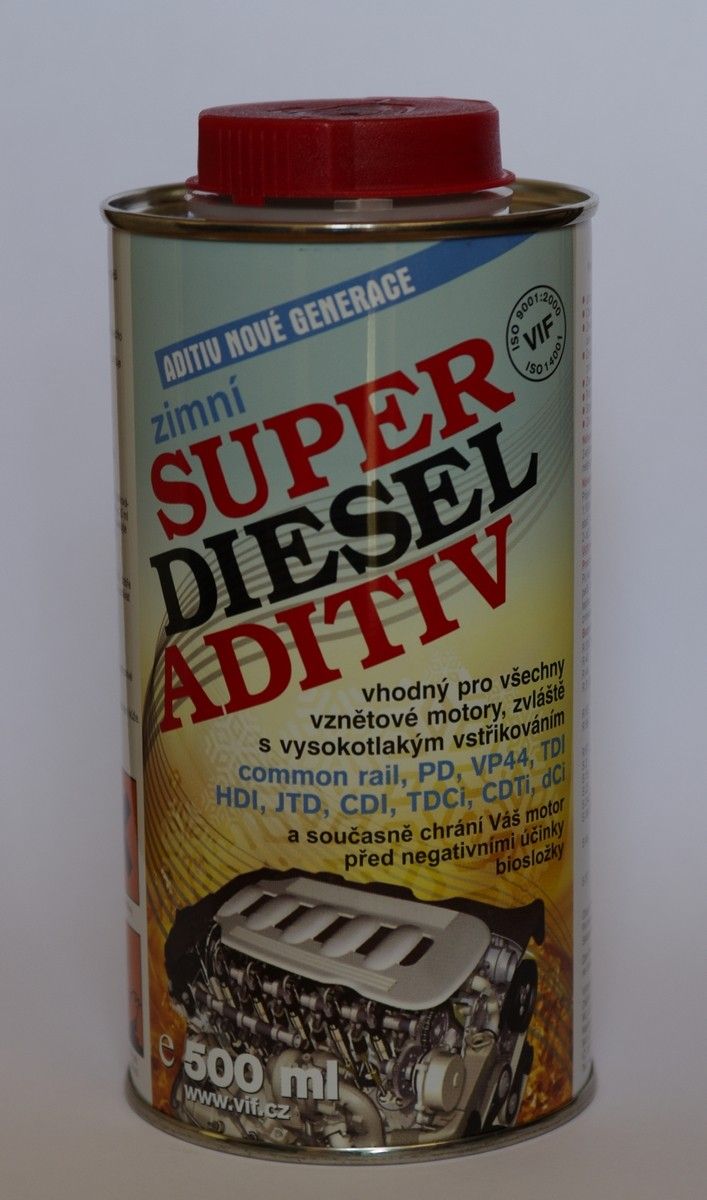 ADITIV NOVÉ GENERACE
ISO 9001:2000
VIF
ISO14001
zimní
SUPER
DIESEL
ADITIV
vhodný pro všechny
vznětové motory, zvláště
s vysokotlakým vstřikováním
common rail, PD, VP44, TDI
HDI, JTD, CDI, TDCi, CDTi, dCi
a současně chrání Váš motor
před negativními účinky
biosložky
e 500 ml
www.vif.cz